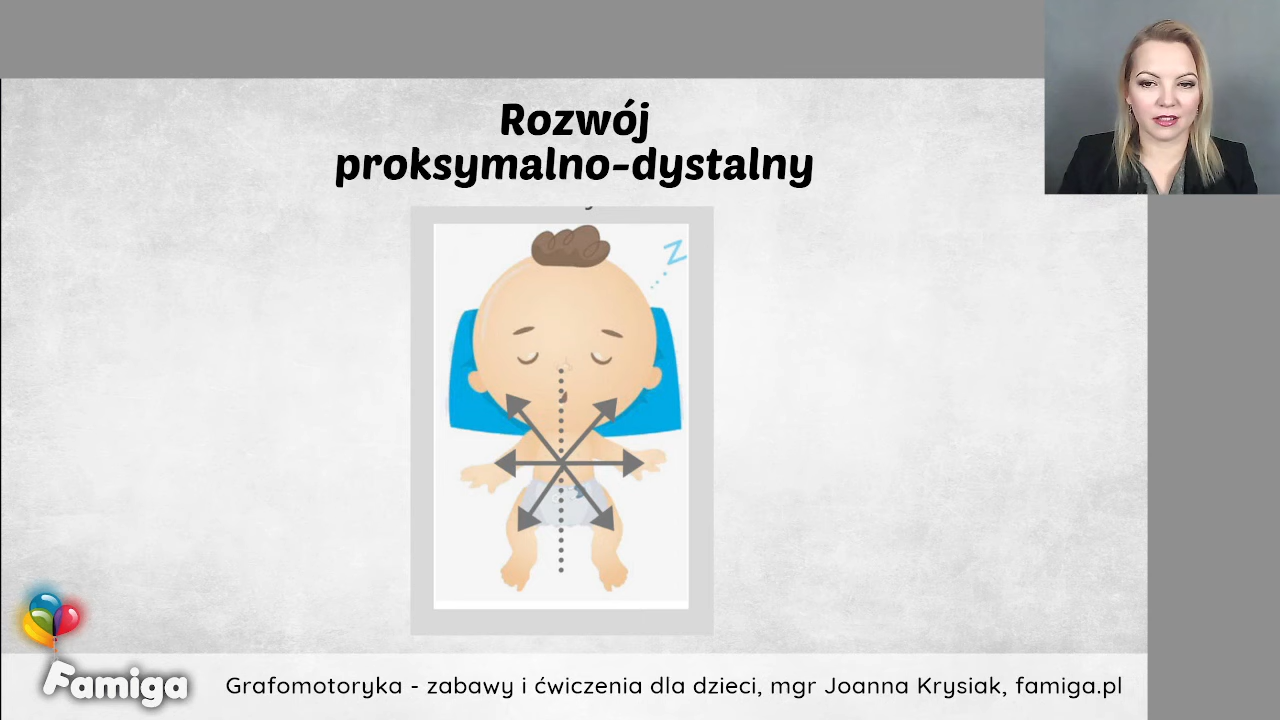 Rozwój
proksymalno-dystalny
Z
Famiga
Grafomotoryka - zabawy i ćwiczenia dla dzieci, mgr Joanna Krysiak, famiga.pl